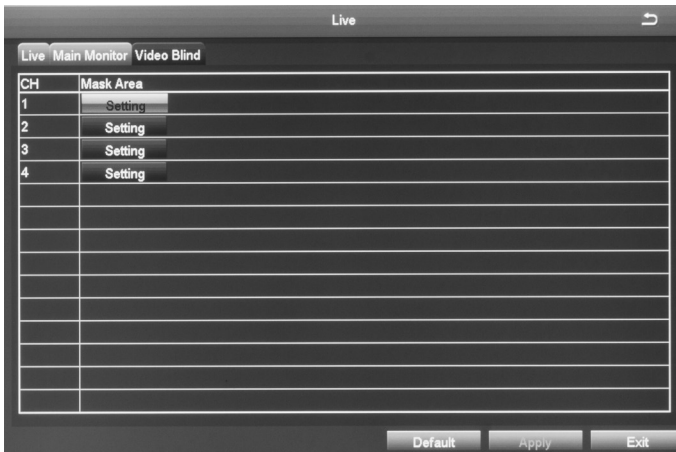 Live
Live Main Monitor Video Blind
CH Mask Area
1 Setting
2 Setting
3 Setting
4 Setting
Default Apply Exit